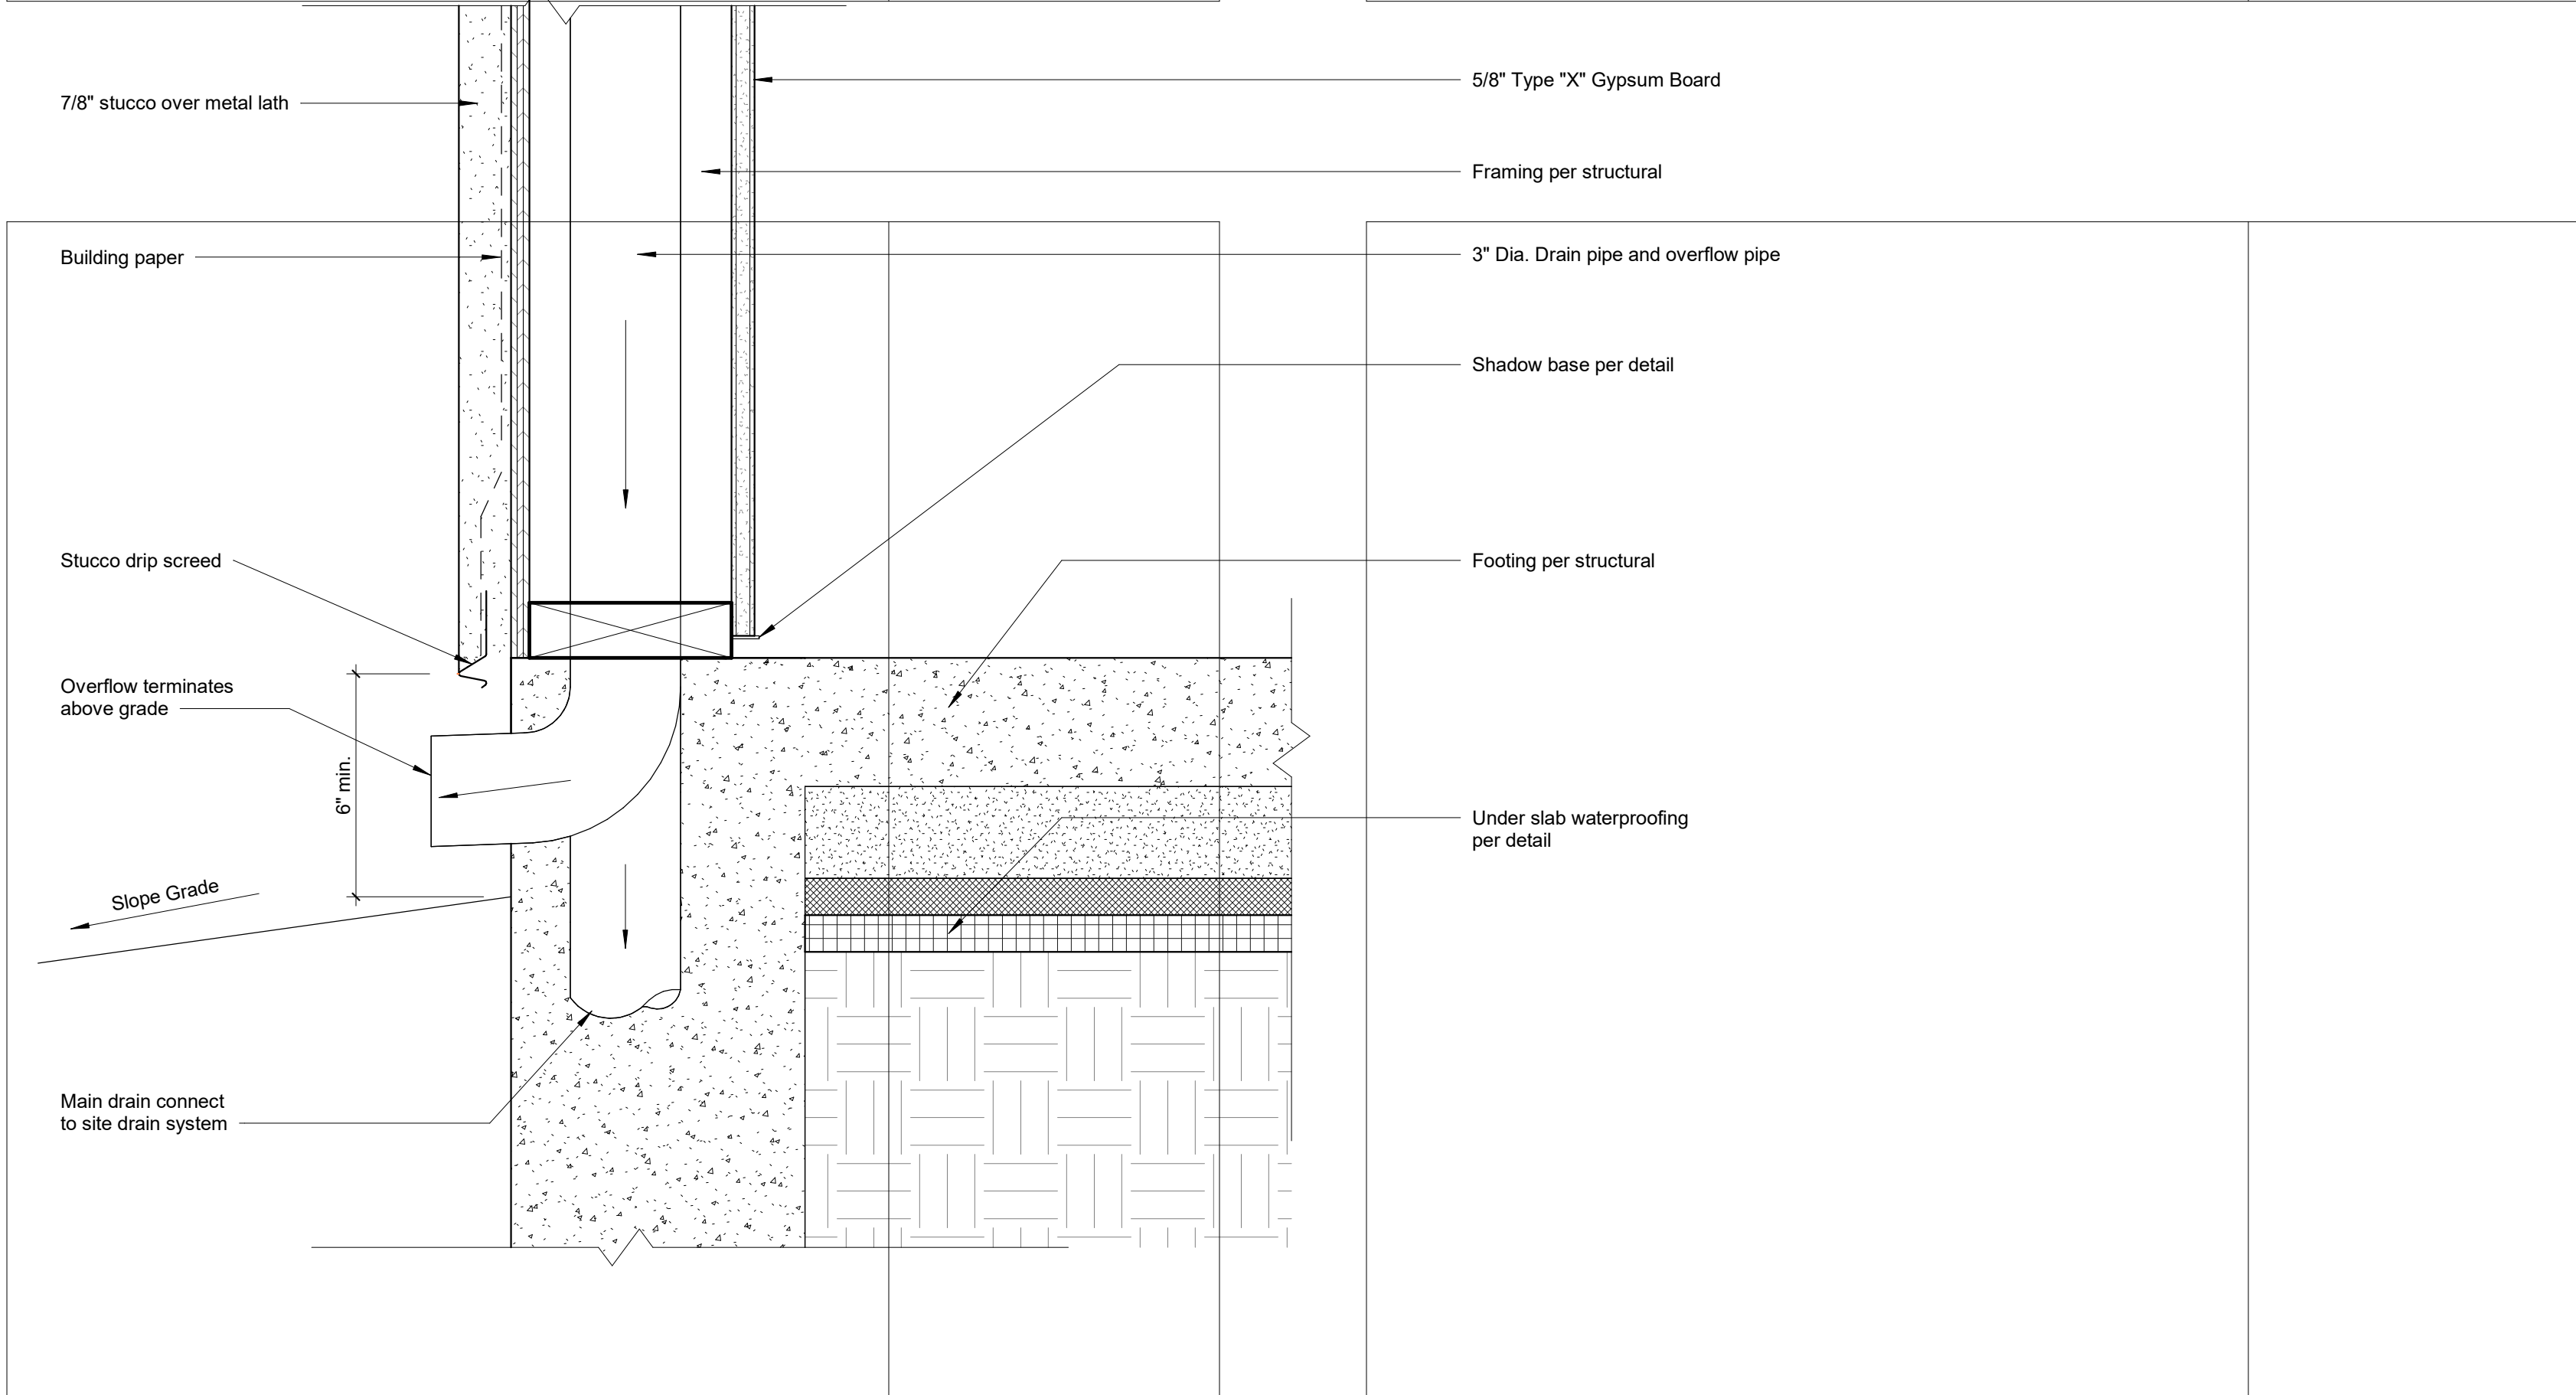 7/8" stucco over metal lath
Building paper
Stucco drip screed
Overflow terminates
above grade
6" min.
Slope Grade
Main drain connect
to site drain system
5/8" Type "X" Gypsum Board
Framing per structural
3" Dia. Drain pipe and overflow pipe
Shadow base per detail
Footing per structural
Under slab waterproofing
per detail